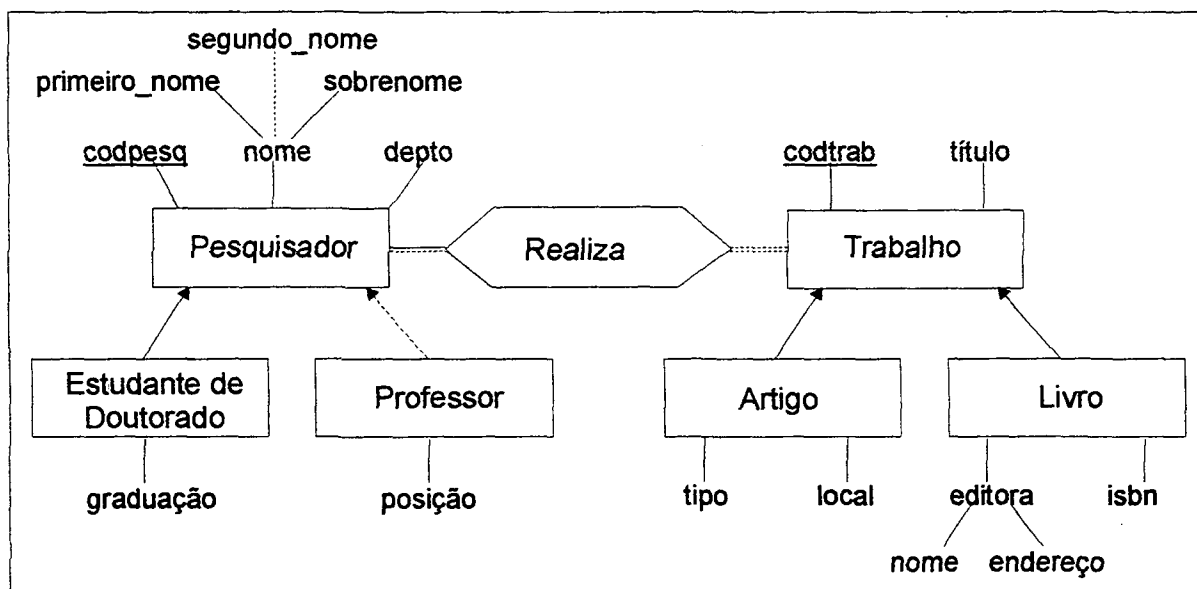 segundo_nome
primeiro_nome
sobrenome
codpesq
nome
depto
codtrab
título
Pesquisador
Realiza
Trabalho
Estudante de
Doutorado
Professor
Artigo
Livro
graduação
posição
tipo
local
editora
isbn
nome
endereço